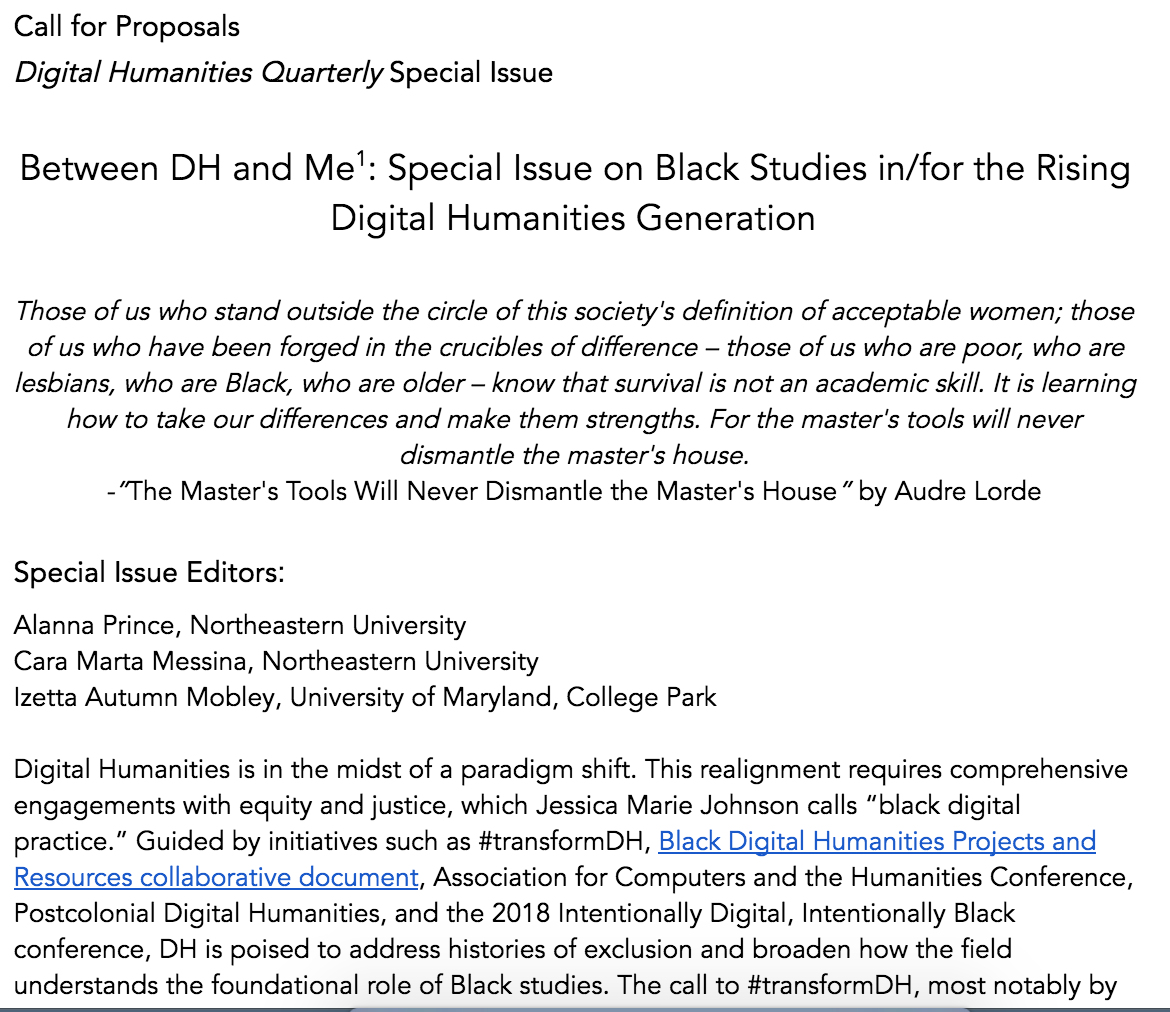 Call for Proposals
Digital Humanities Quarterly Special Issue
Between DH and Me¹: Special Issue on Black Studies in/for the Rising
Digital Humanities Generation
Those of us who stand outside the circle of this society's definition of acceptable women; those
of us who have been forged in the crucibles of difference – those of us who are poor, who are
lesbians, who are Black, who are older – know that survival is not an academic skill. It is learning
how to take our differences and make them strengths. For the master's tools will never
dismantle the master's house.
-"The Master's Tools Will Never Dismantle the Master's House" by Audre Lorde
Special Issue Editors:
Alanna Prince, Northeastern University
Cara Marta Messina, Northeastern University
Izetta Autumn Mobley, University of Maryland, College Park
Digital Humanities is in the midst of a paradigm shift. This realignment requires comprehensive
engagements with equity and justice, which Jessica Marie Johnson calls “black digital
practice.” Guided by initiatives such as #transformDH, Black Digital Humanities Projects and
Resources collaborative document, Association for Computers and the Humanities Conference,
Postcolonial Digital Humanities, and the 2018 Intentionally Digital, Intentionally Black
conference, DH is poised to address histories of exclusion and broaden how the field
understands the foundational role of Black studies. The call to #transformDH, most notably by